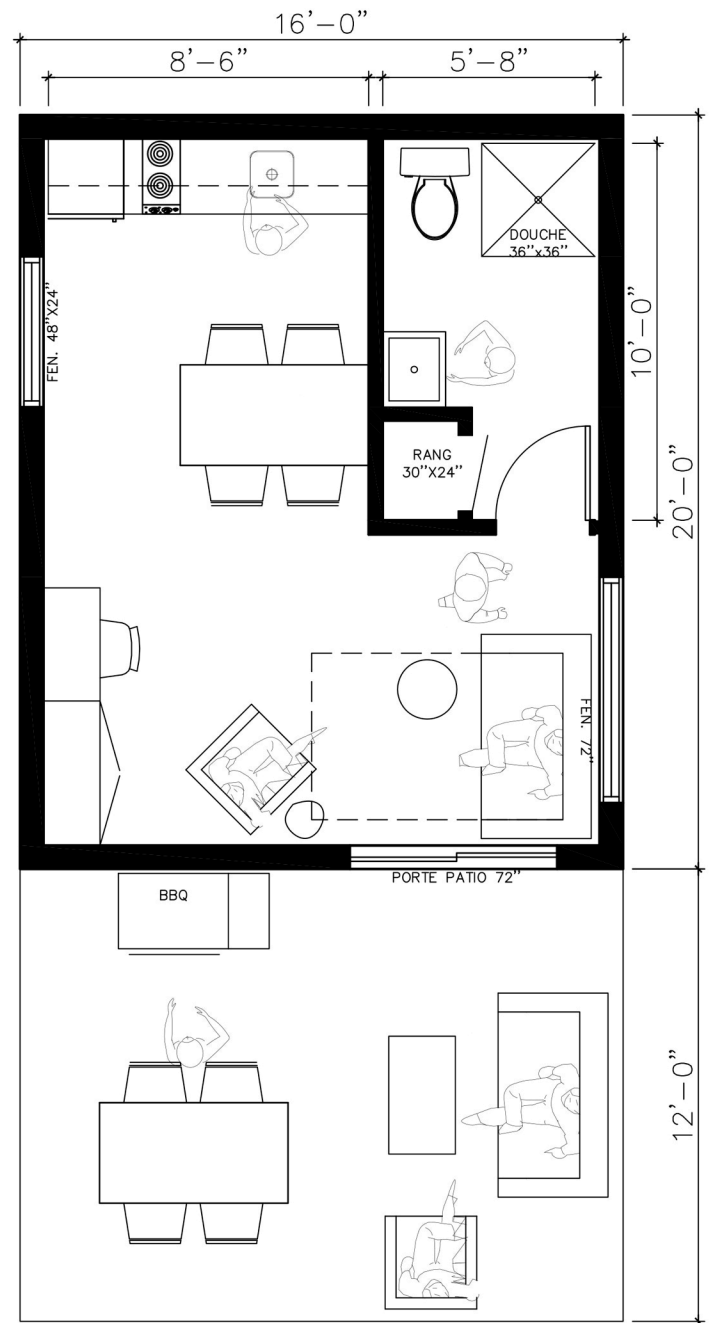 16'-0"
8'-6"
5'-8"
DOUCHE
36"x36"
FEN. 48"X24"
10'-0"
RANG
30"X24"
20'-0"
FEN. 72"
PORTE PATIO 72"
BBQ
12'-0"